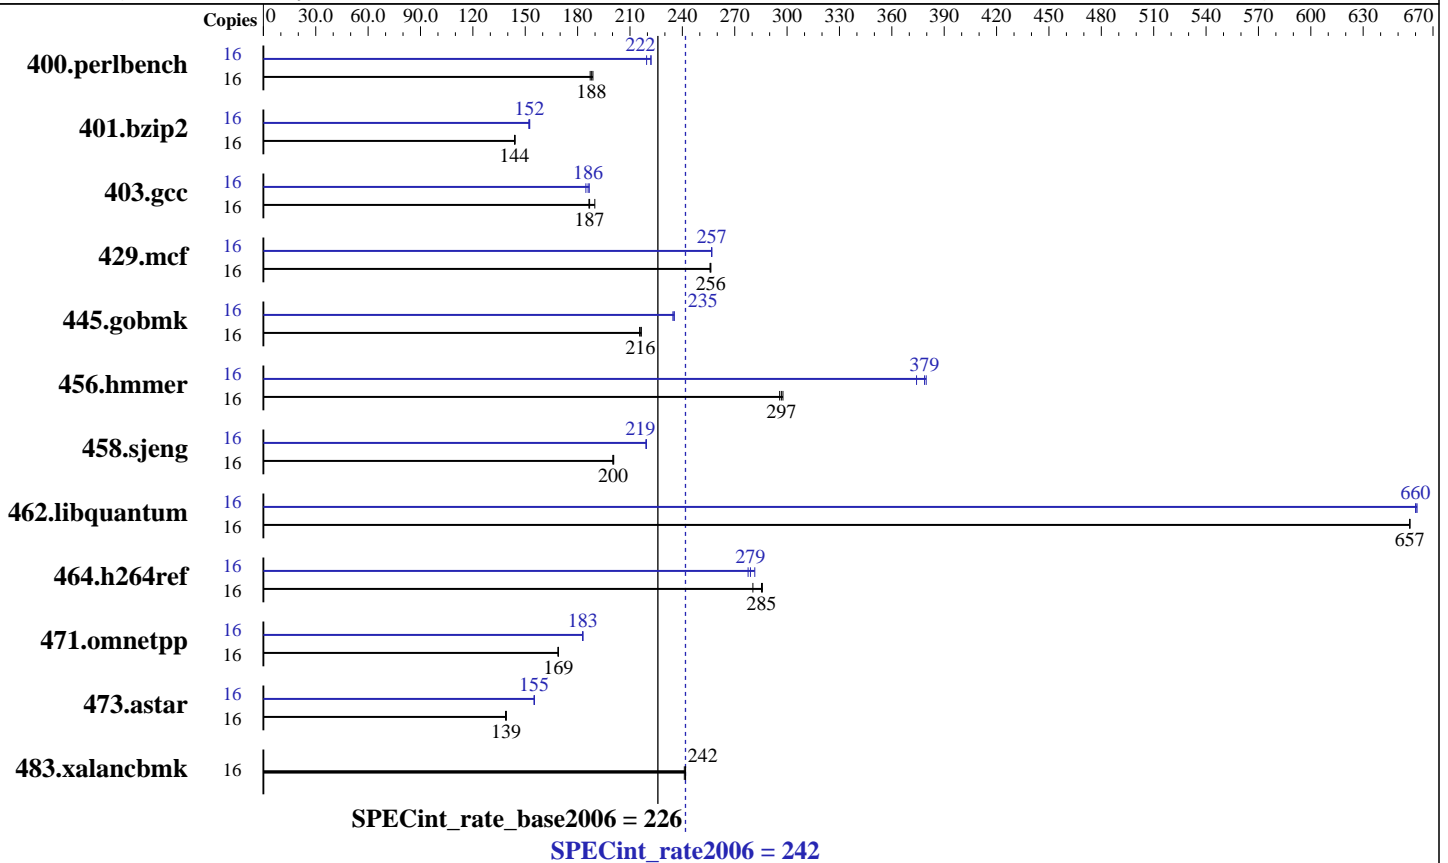 Copies 0 30.0 60.0 90.0 120 150 180 210 240 270 300 330 360 390 420 450 480 510 540 570 600 630 670
400.perlbench 16 222
16 188
401.bzip2 16 152
16 144
403.gcc 16 186
16 187
429.mcf 16 257
16 256
445.gobmk 16 235
16 216
456.hmmer 16 379
16 297
458.sjeng 16 219
16 200
462.libquantum 16 660
16 657
464.h264ref 16 279
16 285
471.omnetpp 16 183
16 169
473.astar 16 155
16 139
483.xalancbmk 16 242
SPECint_rate_base2006 = 226
SPECint_rate2006 = 242